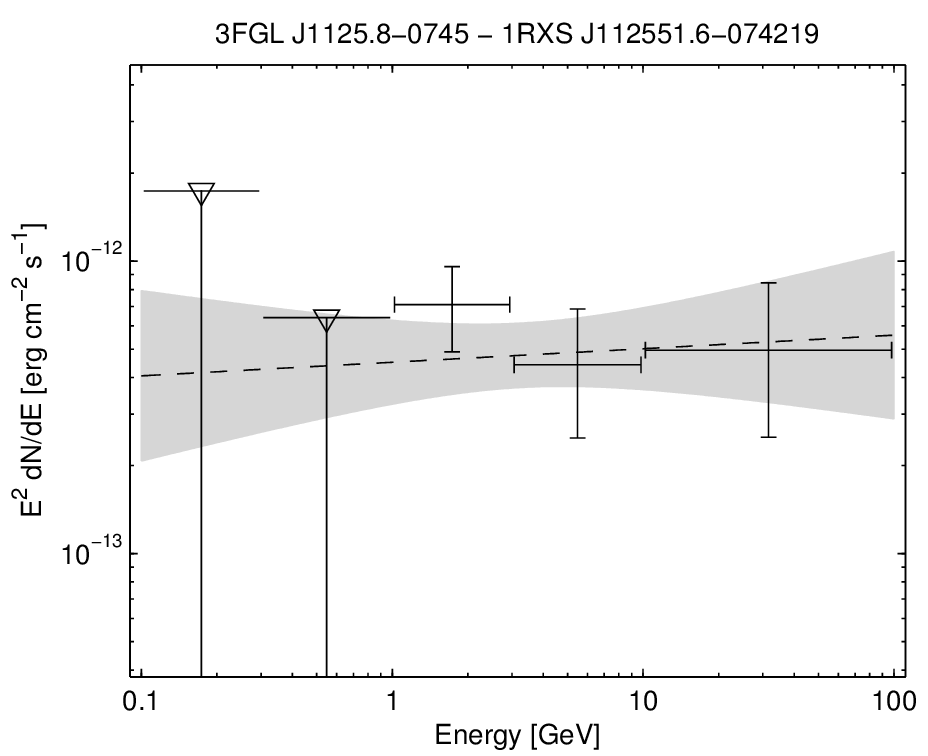 3FGL J1125.8−0745 − 1RXS J112551.6−074219
E² dN/dE [erg cm⁻² s⁻¹]
10⁻¹²
10⁻¹³
0.1 1 10 100
Energy [GeV]